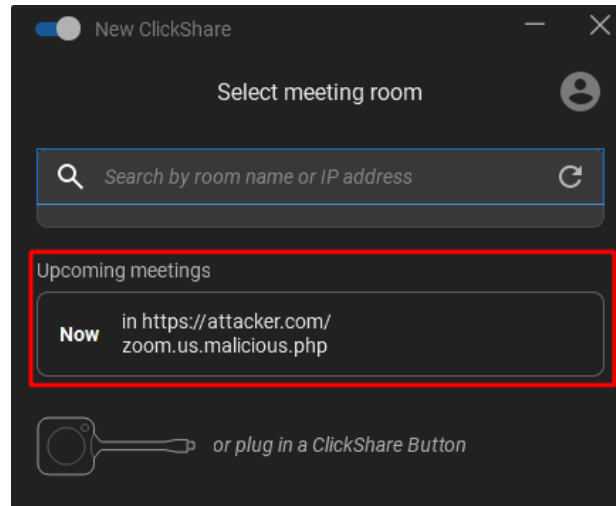 New ClickShare
Select meeting room
Search by room name or IP address
Upcoming meetings
Now
in https://attacker.com/
zoom.us.malicious.php
or plug in a ClickShare Button